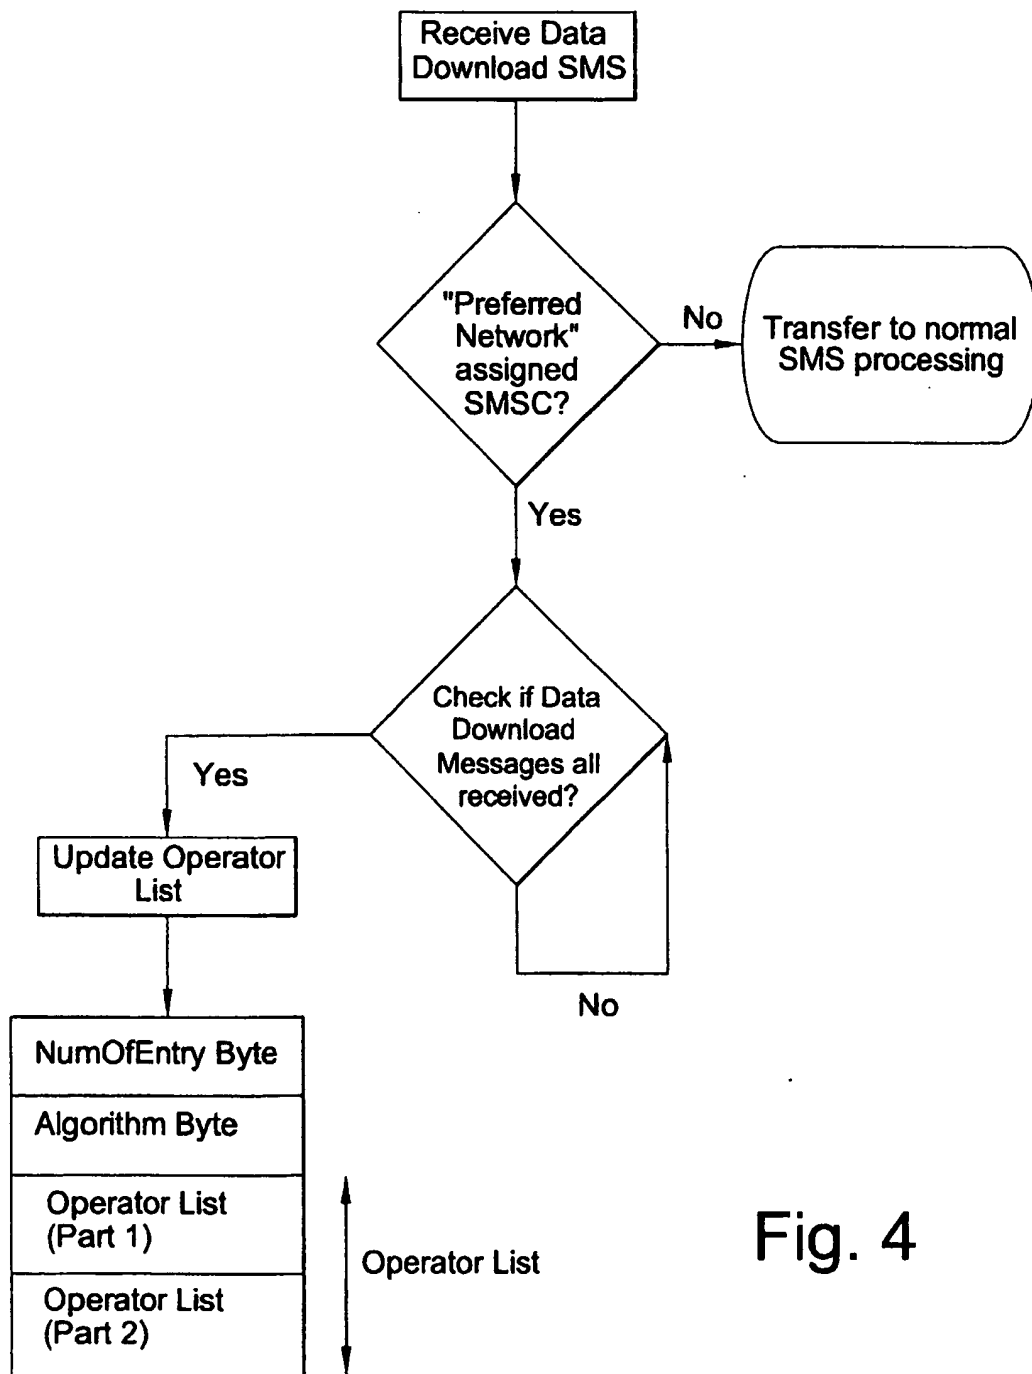 Receive Data
Download SMS
"Preferred
Network"
assigned
SMSC?
No
Transfer to normal
SMS processing
Yes
Check if Data
Download
Messages all
received?
Yes
Update Operator
List
No
NumOfEntry Byte
Algorithm Byte
Operator List
(Part 1)
Operator List
Operator List
(Part 2)
Fig. 4